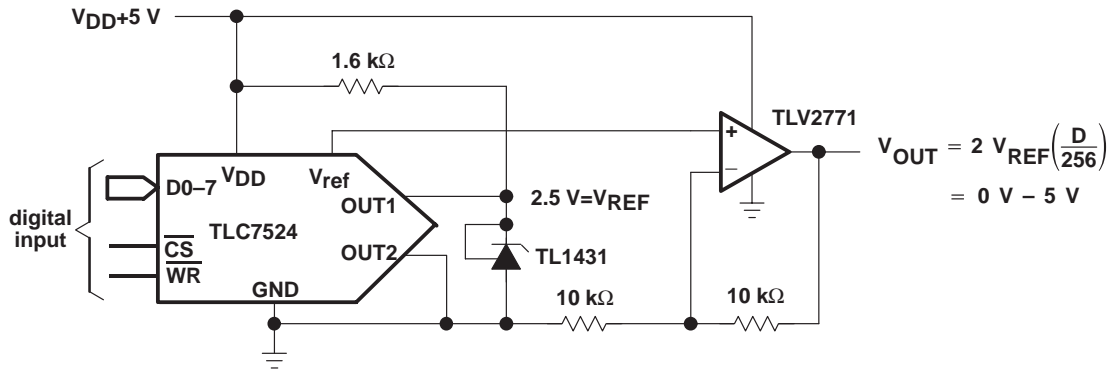 VDD+5 V
1.6 kΩ
TLV2771
+
–
VOUT = 2 VREF(D/256)
= 0 V – 5 V
VDD
Vref
D0–7
OUT1
2.5 V=VREF
digital
input
TLC7524
CS
OUT2
TL1431
WR
GND
10 kΩ
10 kΩ